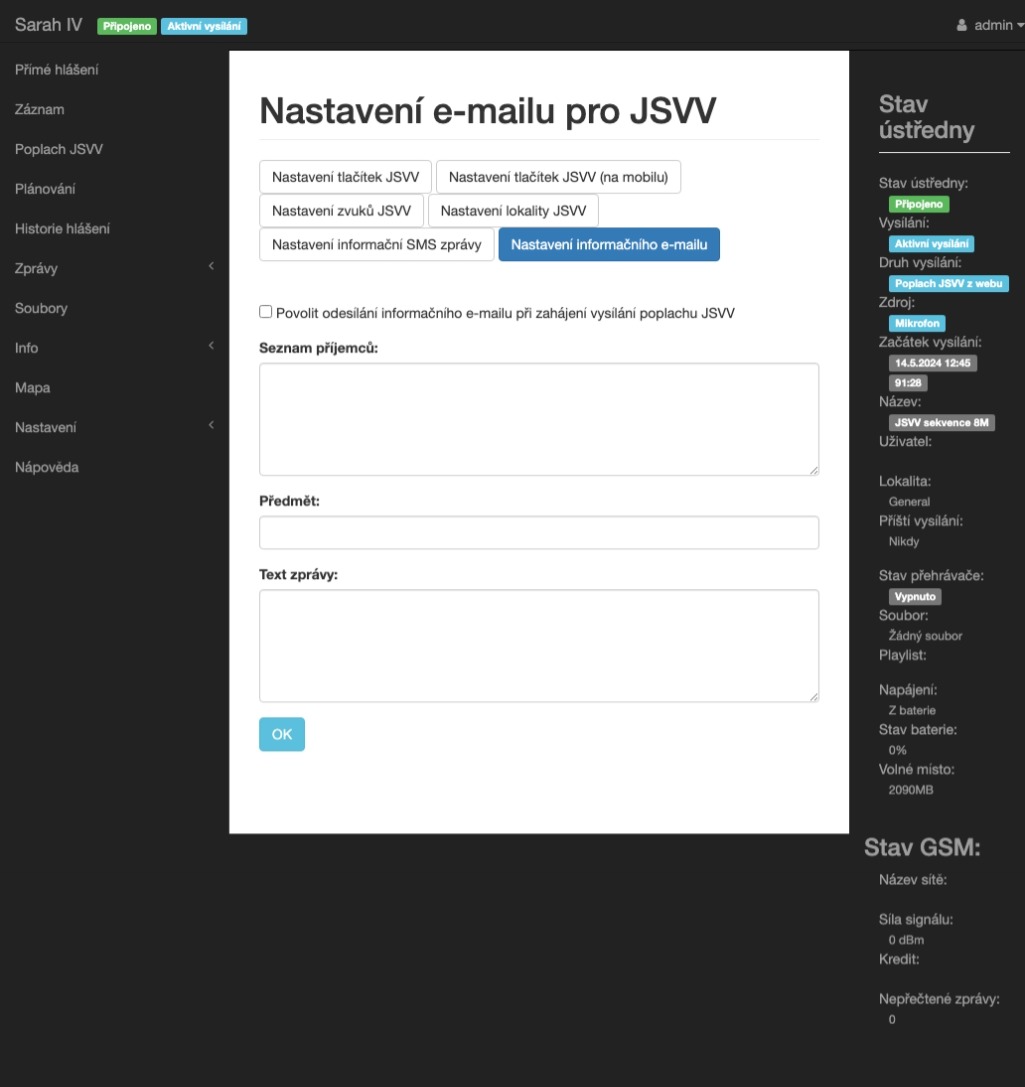 Sarah IV Připojeno Aktivní vysílání admin
Přímé hlášení
Záznam
Poplach JSVV
Plánování
Historie hlášení
Zprávy
Soubory
Info
Mapa
Nastavení
Nápověda
Nastavení e-mailu pro JSVV
Nastavení tlačítek JSVV Nastavení tlačítek JSVV (na mobilu)
Nastavení zvuků JSVV Nastavení lokality JSVV
Nastavení informační SMS zprávy Nastavení informačního e-mailu
Povolit odesílání informačního e-mailu při zahájení vysílání poplachu JSVV
Seznam příjemců:
Předmět:
Text zprávy:
OK
Stav
ústředny
Stav ústředny:
Připojeno
Vysílání:
Aktivní vysílání
Druh vysílání:
Poplach JSVV z webu
Zdroj:
Mikrofon
Začátek vysílání:
14.5.2024 12:45
91:28
Název:
JSVV sekvence 8M
Uživatel:
Lokalita:
General
Příští vysílání:
Nikdy
Stav přehrávače:
Vypnuto
Soubor:
Žádný soubor
Playlist:
Napájení:
Z baterie
Stav baterie:
0%
Volné místo:
2090MB
Stav GSM:
Název sítě:
Síla signálu:
0 dBm
Kredit:
Nepřečtené zprávy:
0